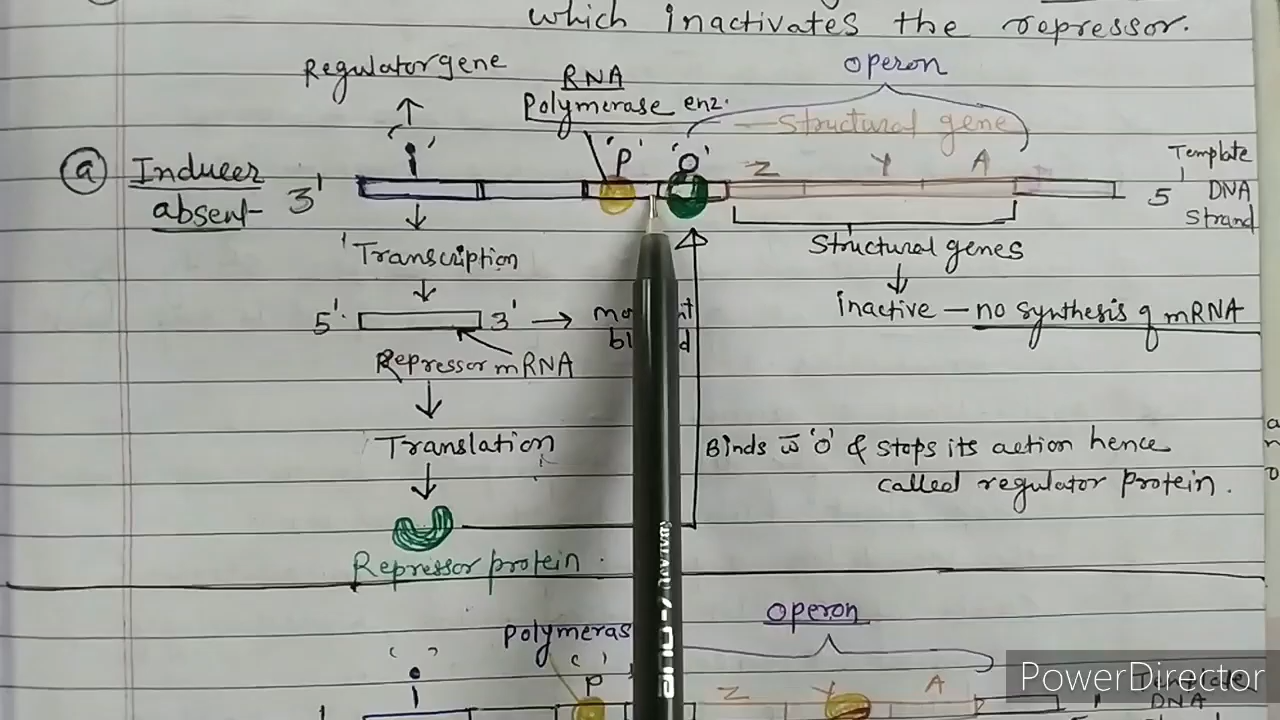 which inactivates the repressor.
Regulator gene
RNA
Polymerase enz.
operon
Structural gene
'i'
'P'
'O'
Z Y A
(a) Inducer
absent
3'
5
Template
DNA
Strand
Transcription
Structural genes
inactive — no synthesis of mRNA
5' 3' →
Repressor mRNA
Translation
Binds w̄ 'O' & stops its action hence
called regulator protein.
Repressor protein.
operon
polymeras
i
P
Z Y A
Template
DNA
PowerDirector